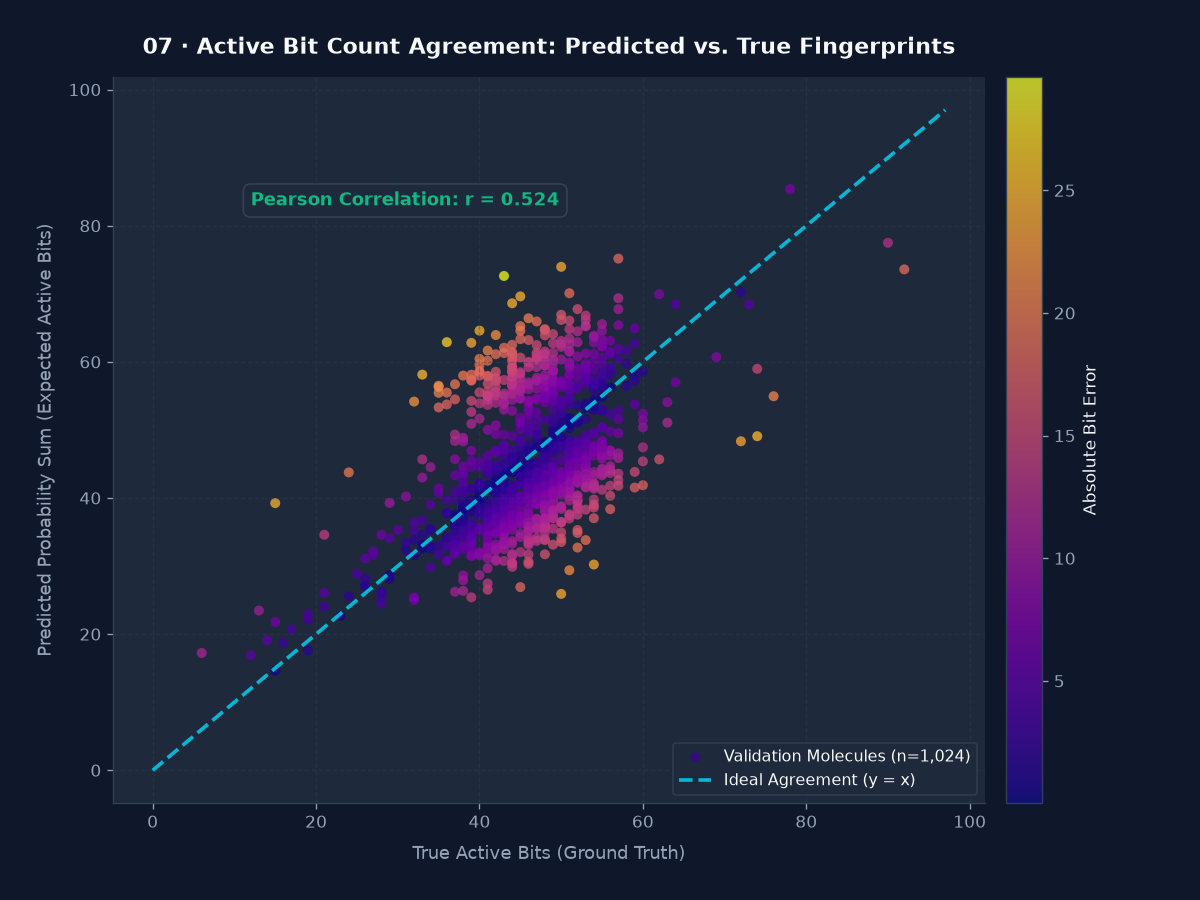 07 · Active Bit Count Agreement: Predicted vs. True Fingerprints
100
80
60
40
20
0
Predicted Probability Sum (Expected Active Bits)
Pearson Correlation: r = 0.524
Validation Molecules (n=1,024)
Ideal Agreement (y = x)
0
20
40
60
80
100
True Active Bits (Ground Truth)
25
20
15
10
5
Absolute Bit Error